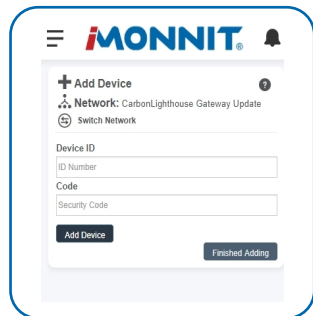 iMONNIT®
Add Device
?
Network: CarbonLighthouse Gateway Update
Switch Network
Device ID
ID Number
Code
Security Code
Add Device
Finished Adding